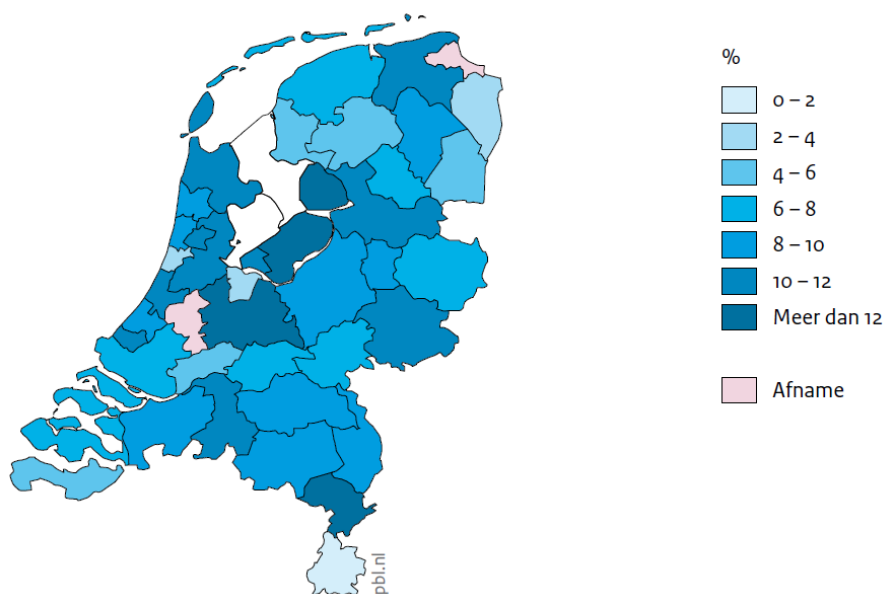 %
0 – 2
2 – 4
4 – 6
6 – 8
8 – 10
10 – 12
Meer dan 12
Afname
pbl.nl